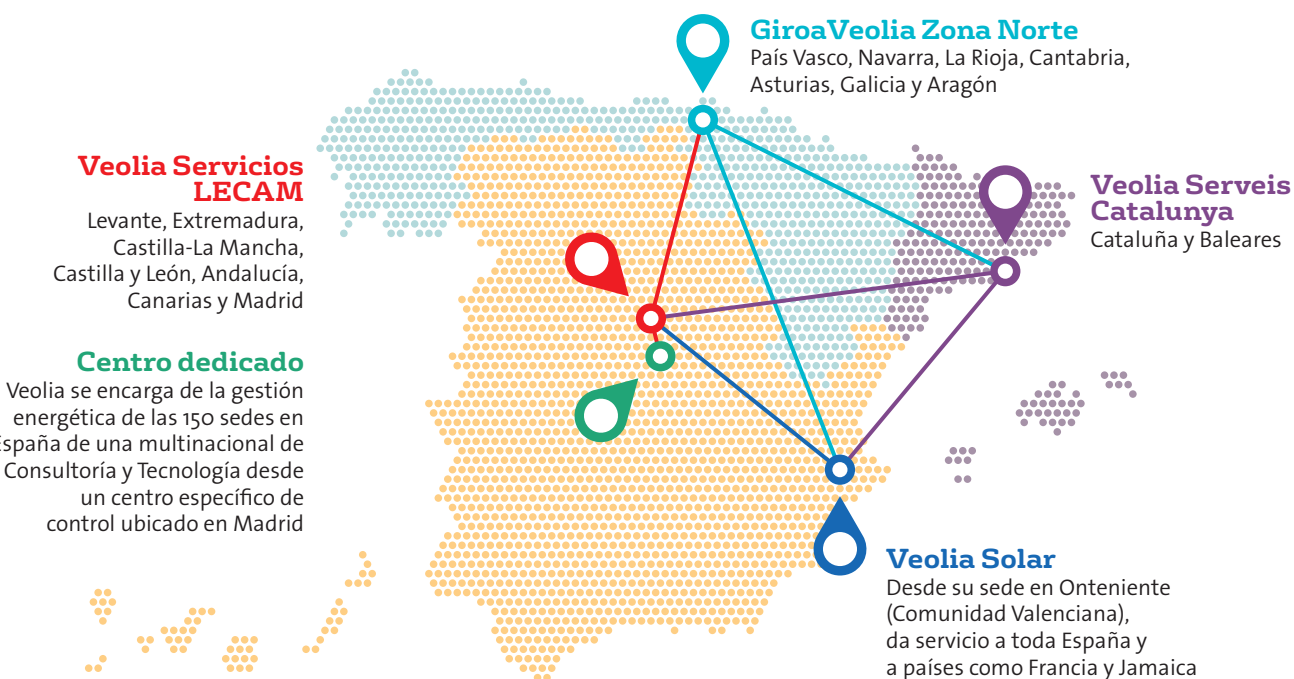 GiroaVeolia Zona Norte
País Vasco, Navarra, La Rioja, Cantabria,
Asturias, Galicia y Aragón
Veolia Servicios
LECAM
Levante, Extremadura,
Castilla-La Mancha,
Castilla y León, Andalucía,
Canarias y Madrid
Veolia Serveis
Catalunya
Cataluña y Baleares
Centro dedicado
Veolia se encarga de la gestión
energética de las 150 sedes en
España de una multinacional de
Consultoría y Tecnología desde
un centro específico de
control ubicado en Madrid
Veolia Solar
Desde su sede en Onteniente
(Comunidad Valenciana),
da servicio a toda España y
a países como Francia y Jamaica